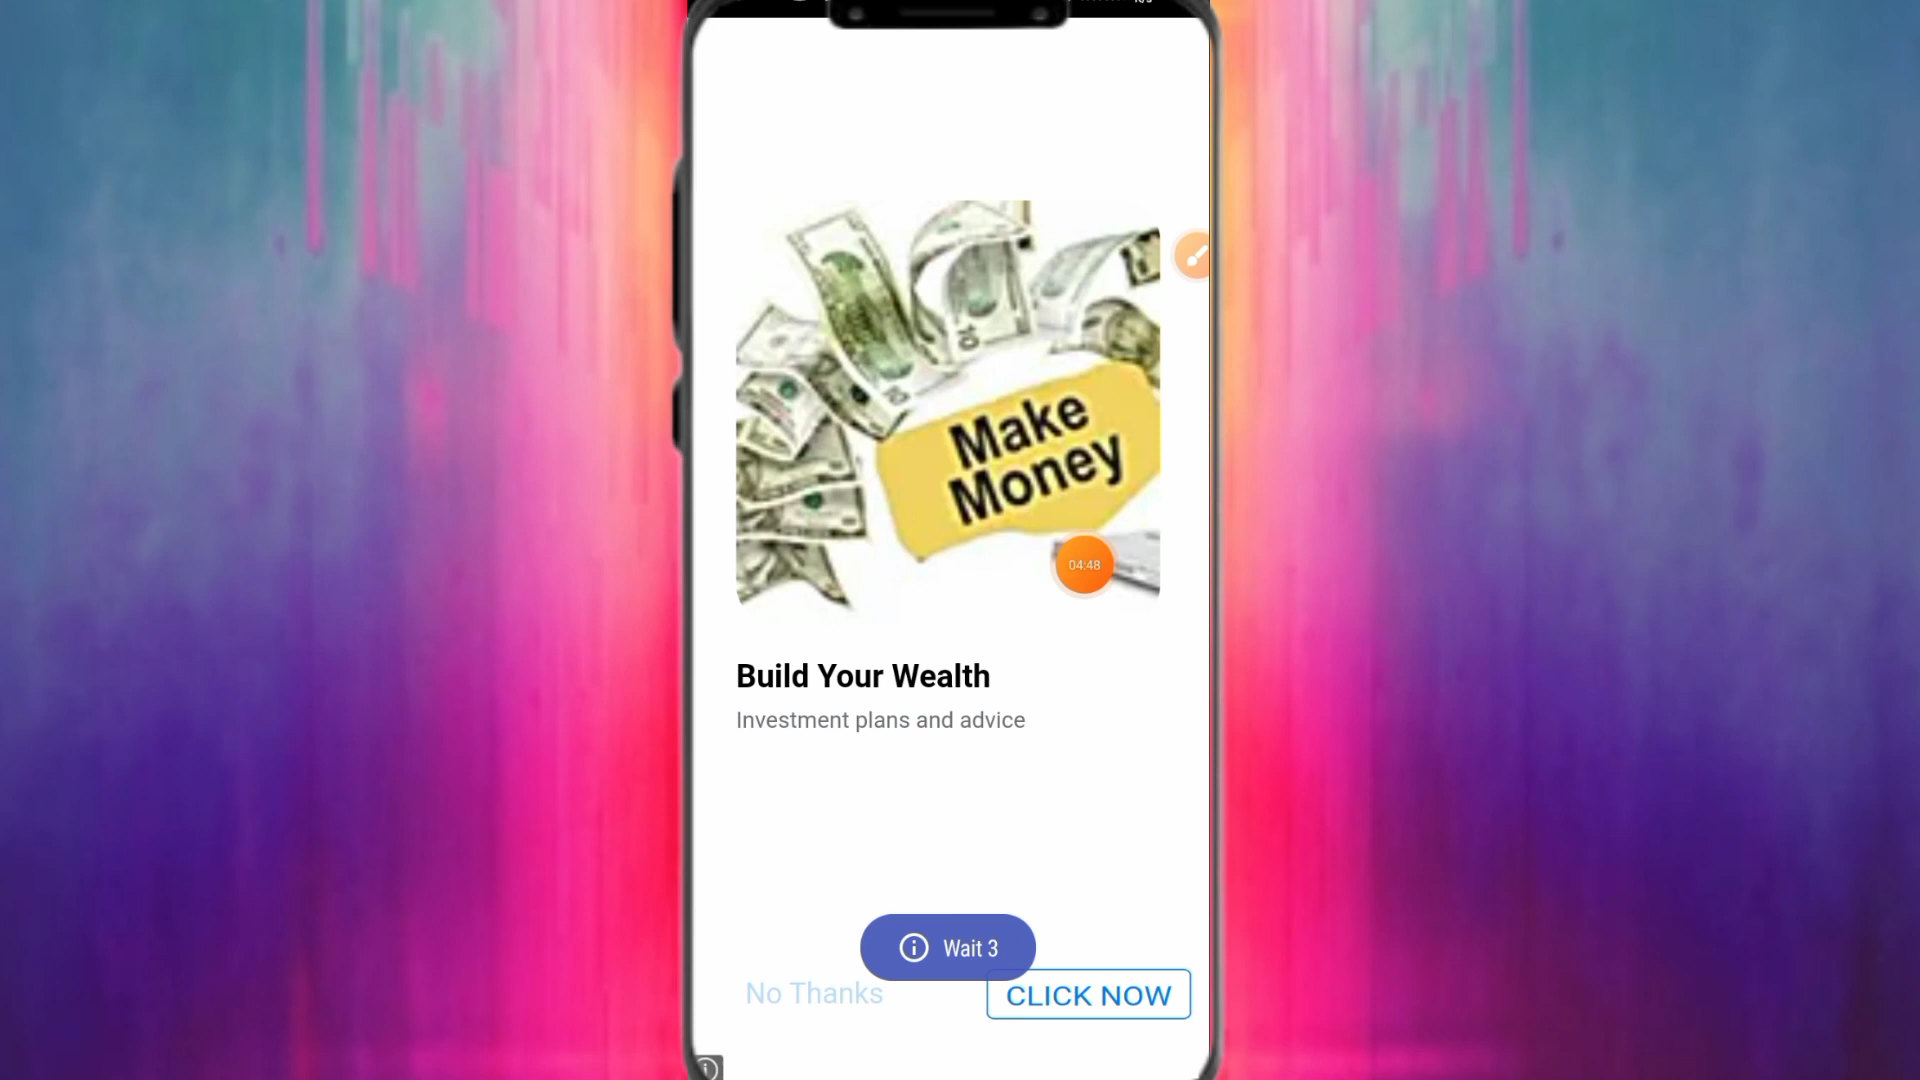 Make
Money
04:48
Build Your Wealth
Investment plans and advice
Wait 3
No Thanks
CLICK NOW